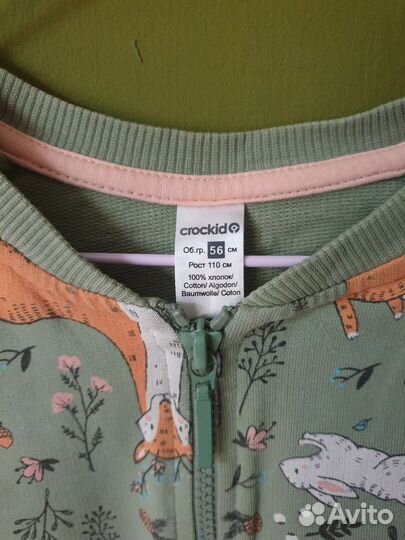 crockid
Об.гр. 56 см
Рост 110 см
100% хлопок/
Cotton/ Algodon/
Baumwolle/ Coton
Avito